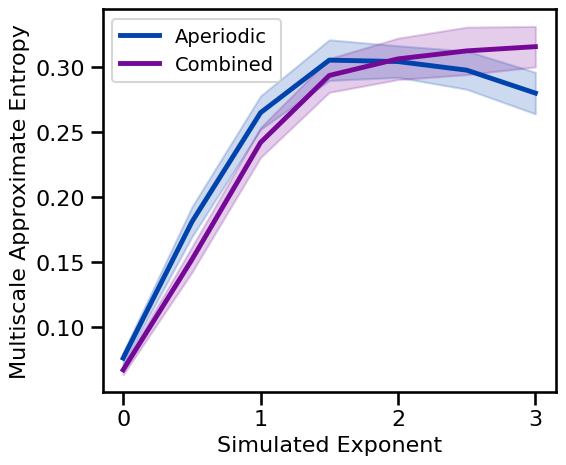 Aperiodic
Combined
Multiscale Approximate Entropy
0.30
0.25
0.20
0.15
0.10
0
1
2
3
Simulated Exponent